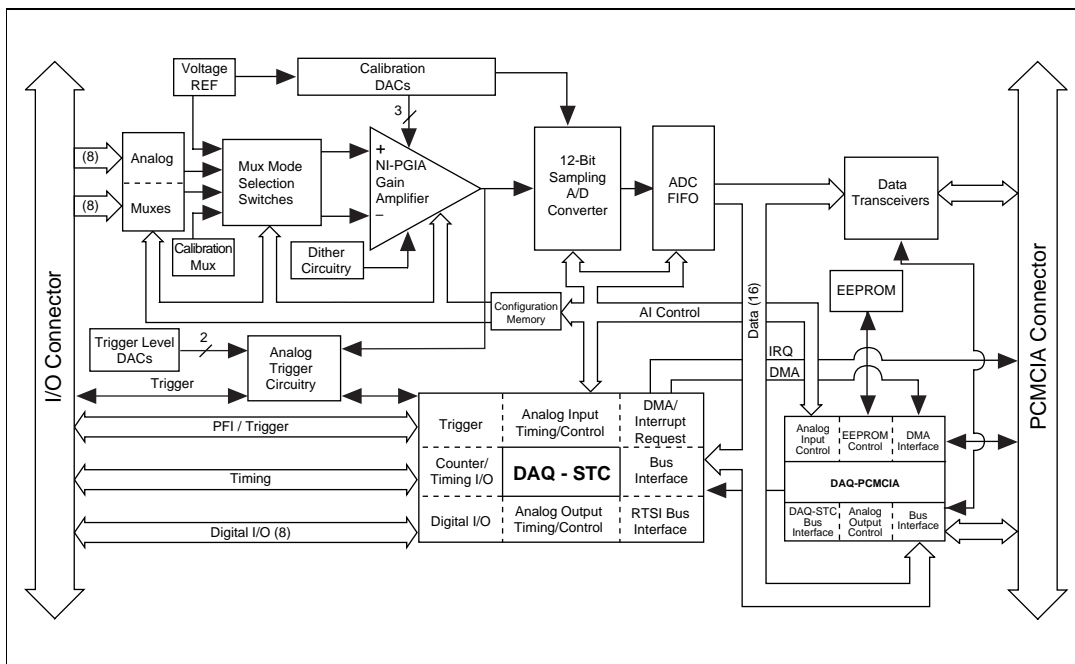 Voltage
REF
Calibration
DACs
3
(8)
(8)
Analog
Muxes
Mux Mode
Selection
Switches
+
NI-PGIA
Gain
Amplifier
–
12-Bit
Sampling
A/D
Converter
ADC
FIFO
Data
Transceivers
Calibration
Mux
Dither
Circuitry
I/O Connector
PCMCIA Connector
Configuration
Memory
AI Control
Data (16)
EEPROM
Trigger Level
DACs
2
Analog
Trigger
Circuitry
IRQ
DMA
Trigger
PFI / Trigger
Timing
Digital I/O (8)
Trigger
Analog Input
Timing/Control
DMA/
Interrupt
Request
Counter/
Timing I/O
DAQ - STC
Bus
Interface
Digital I/O
Analog Output
Timing/Control
RTSI Bus
Interface
Analog
Input
Control
EEPROM
Control
DMA
Interface
DAQ-PCMCIA
DAQ-STC
Bus
Interface
Analog
Output
Control
Bus
Interface